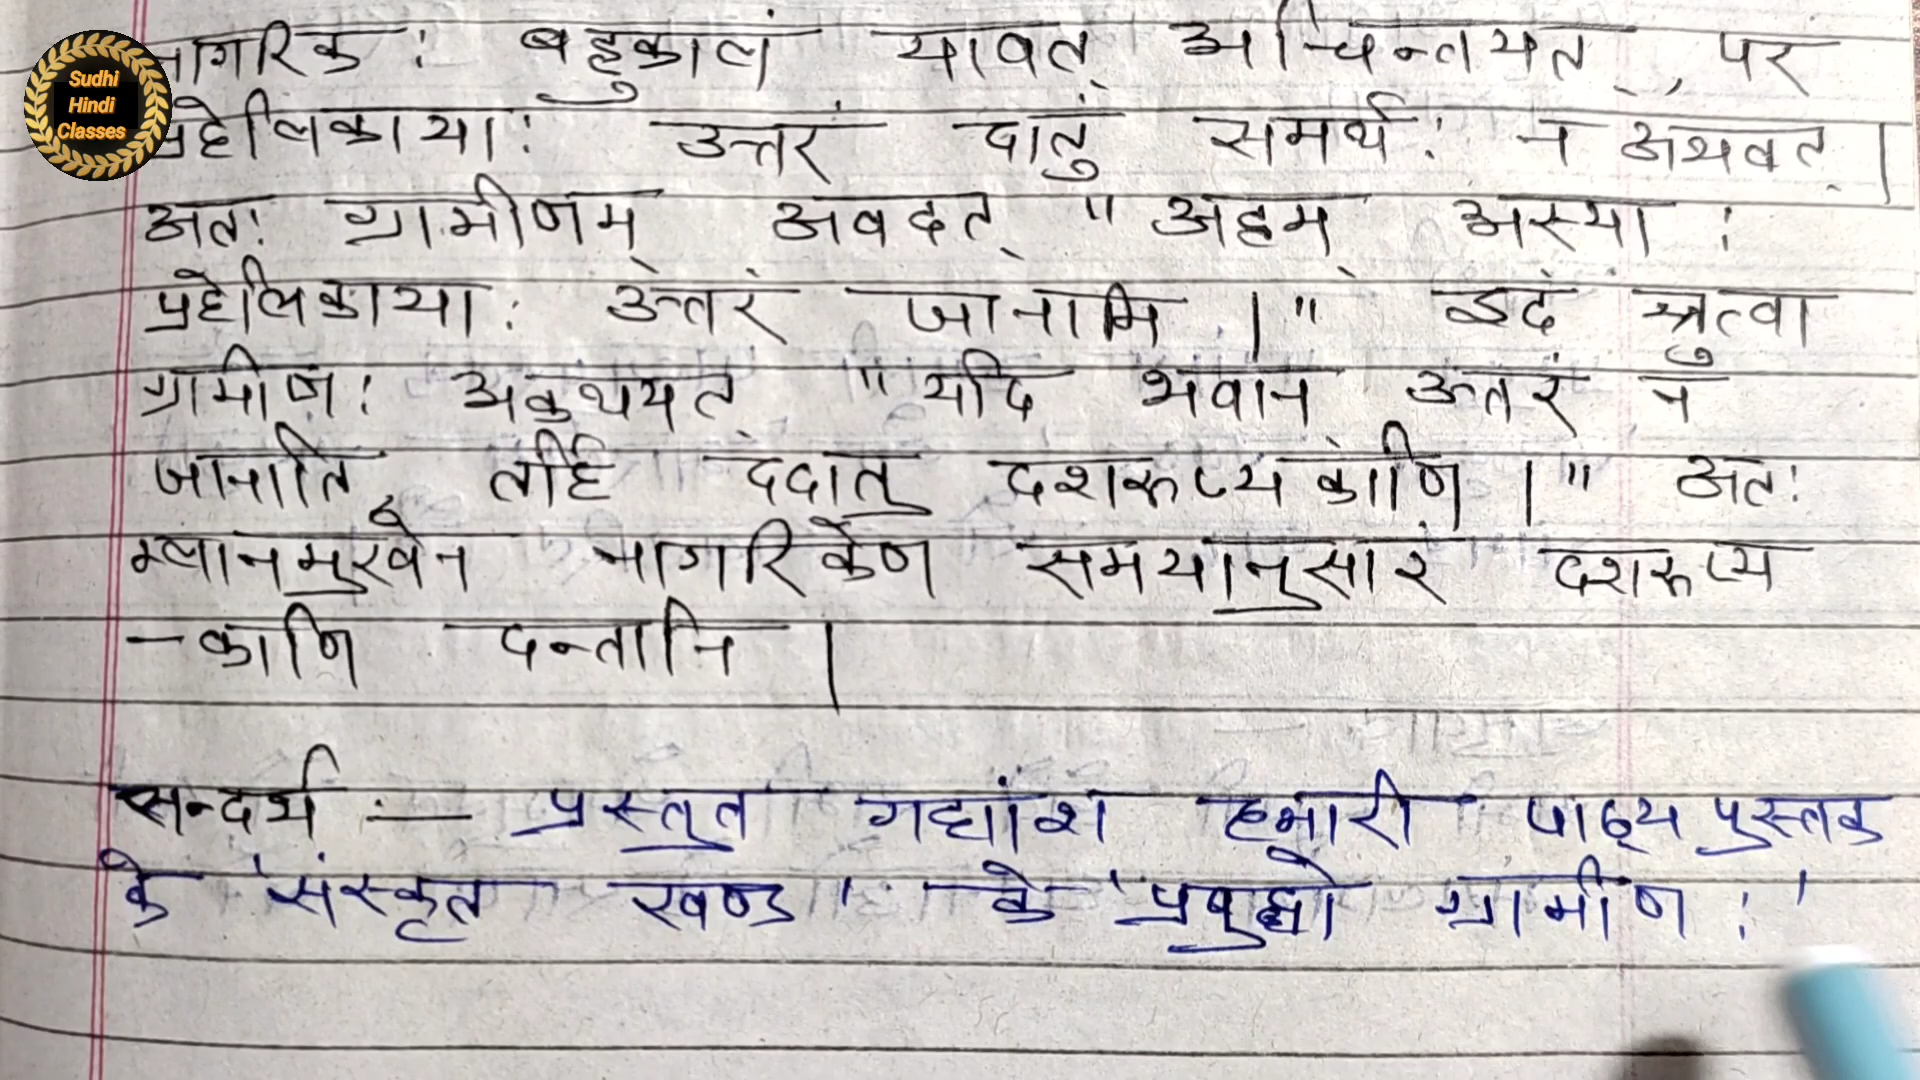 Sudhi
Hindi
Classes
नागरिक: बहुकालं यावत् अचिन्तयत्, पर
प्रहेलिकाया: उत्तरं दातुं समर्थ: न अभवत् |
अत: ग्रामीणम् अवदत् "अहम् अस्या :
प्रहेलिकाया: उत्तरं जानामि |" इदं श्रुत्वा
ग्रामीण: अकथयत् "यदि भवान उत्तरं न
जानाति, तर्हि ददातु दशरूप्यकाणि |" अत:
म्लानमुखेन नागरिकेण समयानुसारं दशरूप्य
-काणि दन्तानि |
सन्दर्भ :— प्रस्तुत गद्यांश हमारी पाठ्यपुस्तक
के 'संस्कृत खण्ड' के 'प्रबुद्धो ग्रामीण:'